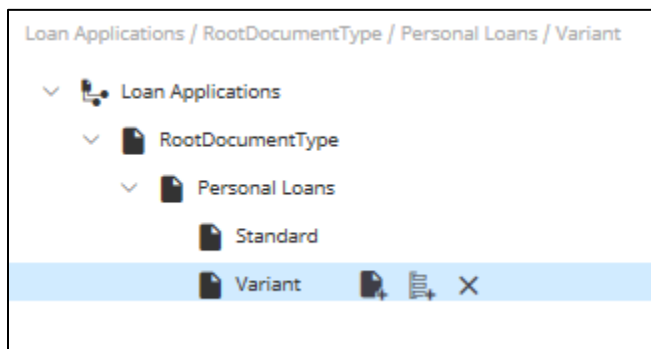 Loan Applications / RootDocumentType / Personal Loans / Variant
Loan Applications
RootDocumentType
Personal Loans
Standard
Variant